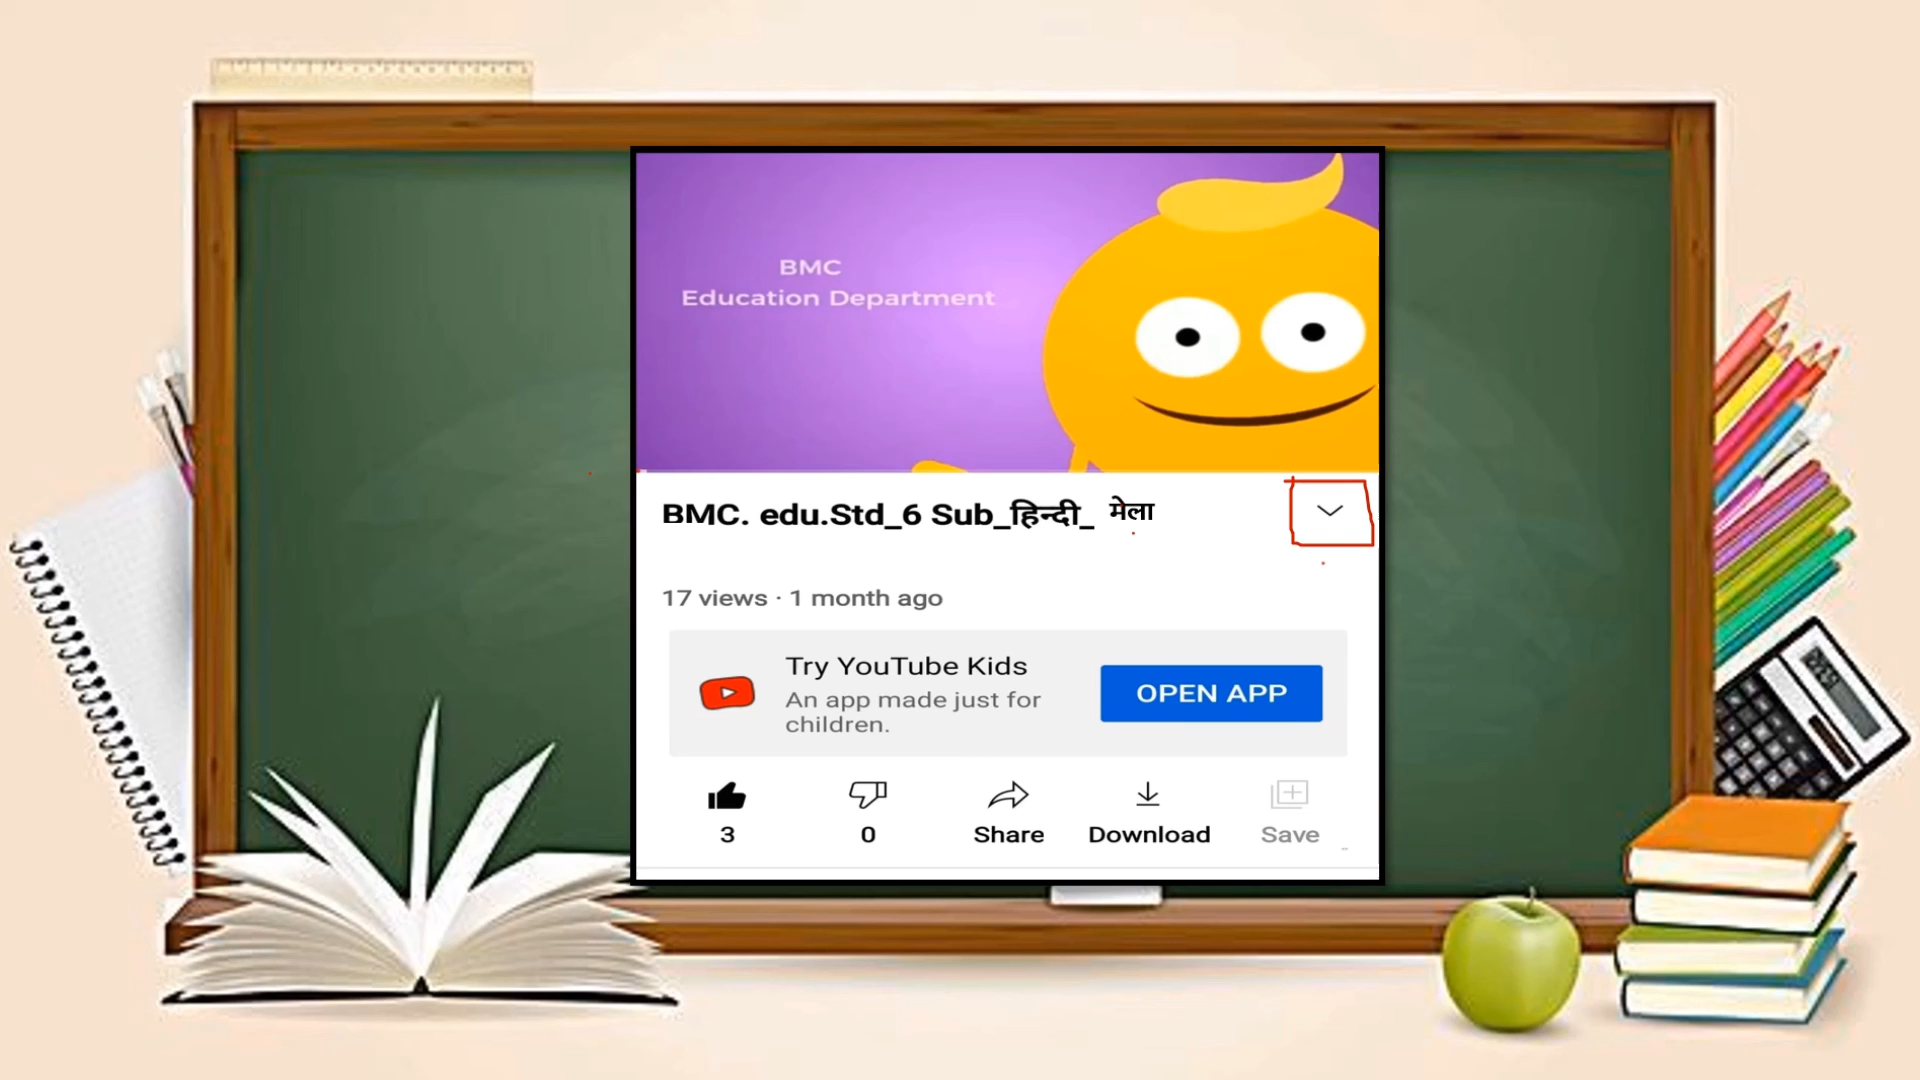 BMC
Education Department
BMC. edu.Std_6 Sub_हिन्दी_ मेला
17 views · 1 month ago
Try YouTube Kids
An app made just for
children.
OPEN APP
3
0
Share
Download
Save